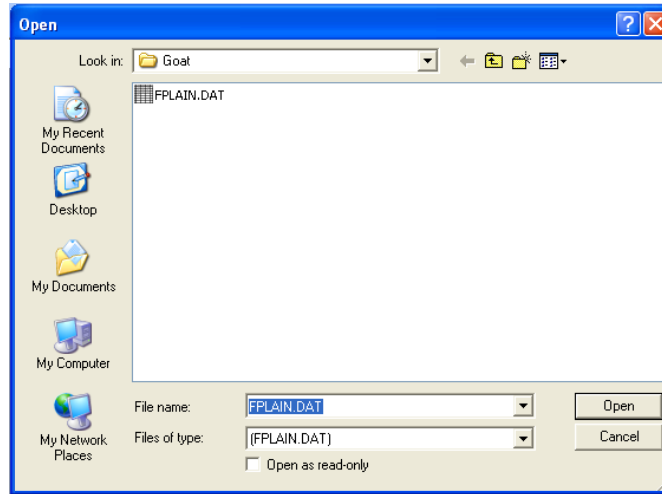 Open
Look in: Goat
FPLAIN.DAT
My Recent
Documents
Desktop
My Documents
My Computer
My Network
Places
File name: FPLAIN.DAT
Open
Files of type: (FPLAIN.DAT)
Cancel
Open as read-only